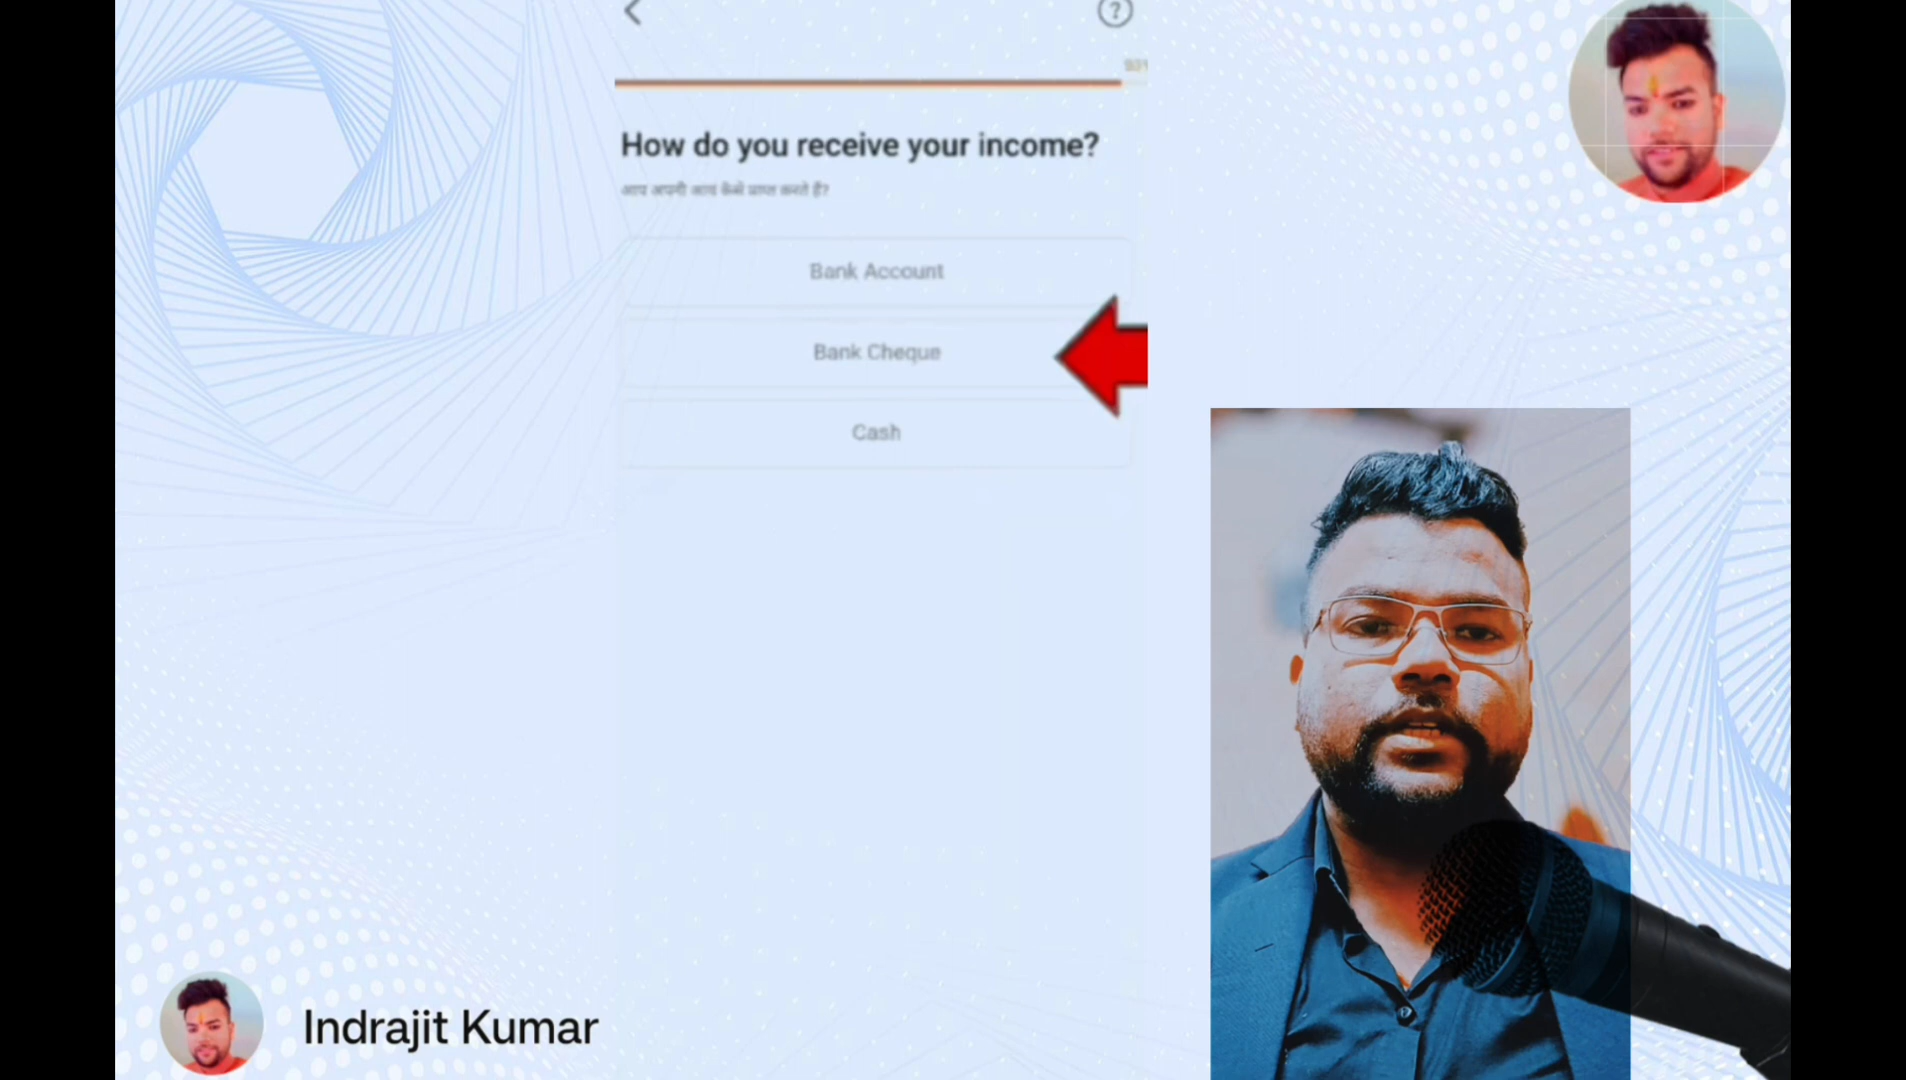 How do you receive your income?
आप अपनी आय कैसे प्राप्त करते हैं?
Bank Account
Bank Cheque
Cash
Indrajit Kumar